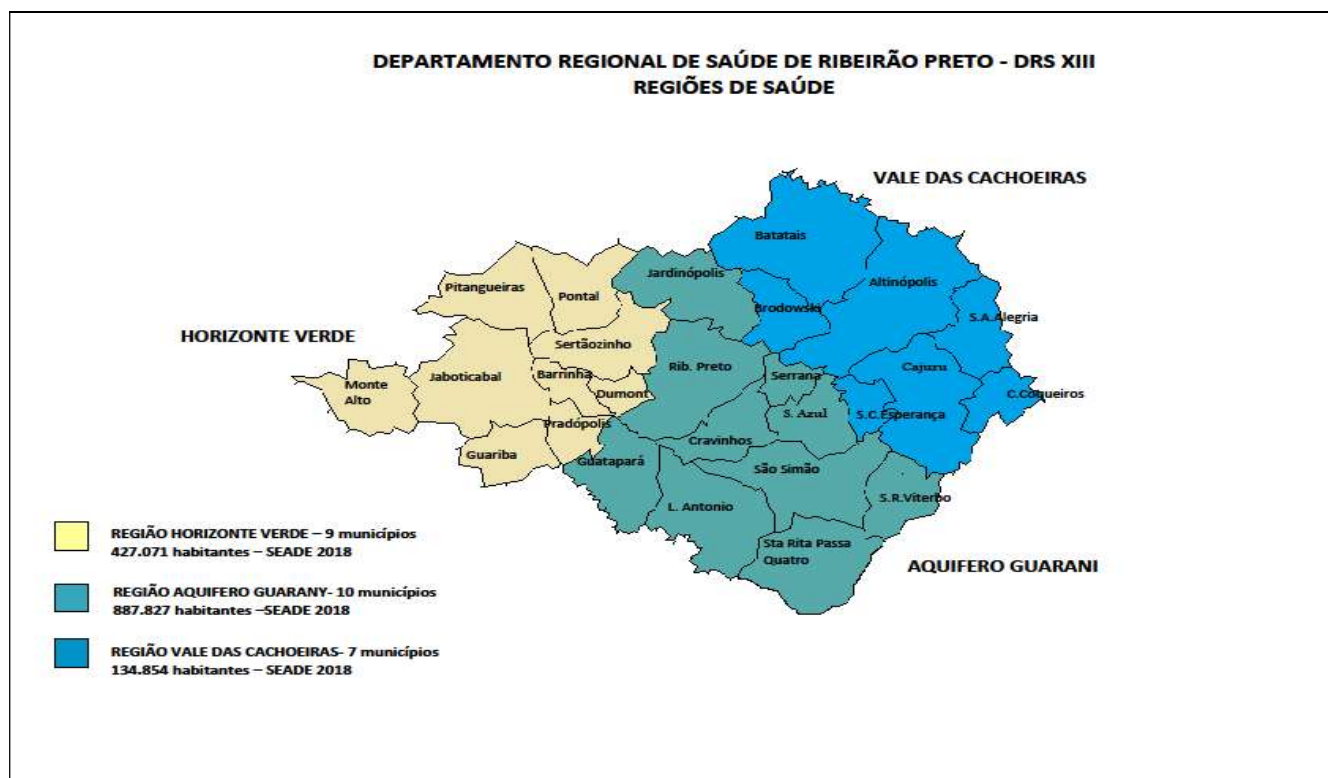 DEPARTAMENTO REGIONAL DE SAÚDE DE RIBEIRÃO PRETO - DRS XIII
REGIÕES DE SAÚDE
VALE DAS CACHOEIRAS
Batatais
Jardinópolis
Altinópolis
Pitangueiras
Pontal
Brodowski
S.A.Alegria
HORIZONTE VERDE
Sertãozinho
Rib. Preto
Serrana
Cajuru
Monte
Alto
Jaboticabal
Barrinha
Dumont
S. Azul
S.C.Esperança
C.Coqueiros
Pradópolis
Cravinhos
Guariba
Guatapará
São Simão
S.R.Viterbo
L. Antonio
Sta Rita Passa
Quatro
AQUIFERO GUARANI
REGIÃO HORIZONTE VERDE – 9 municípios
427.071 habitantes – SEADE 2018
REGIÃO AQUIFERO GUARANY- 10 municípios
887.827 habitantes –SEADE 2018
REGIÃO VALE DAS CACHOEIRAS- 7 municípios
134.854 habitantes – SEADE 2018